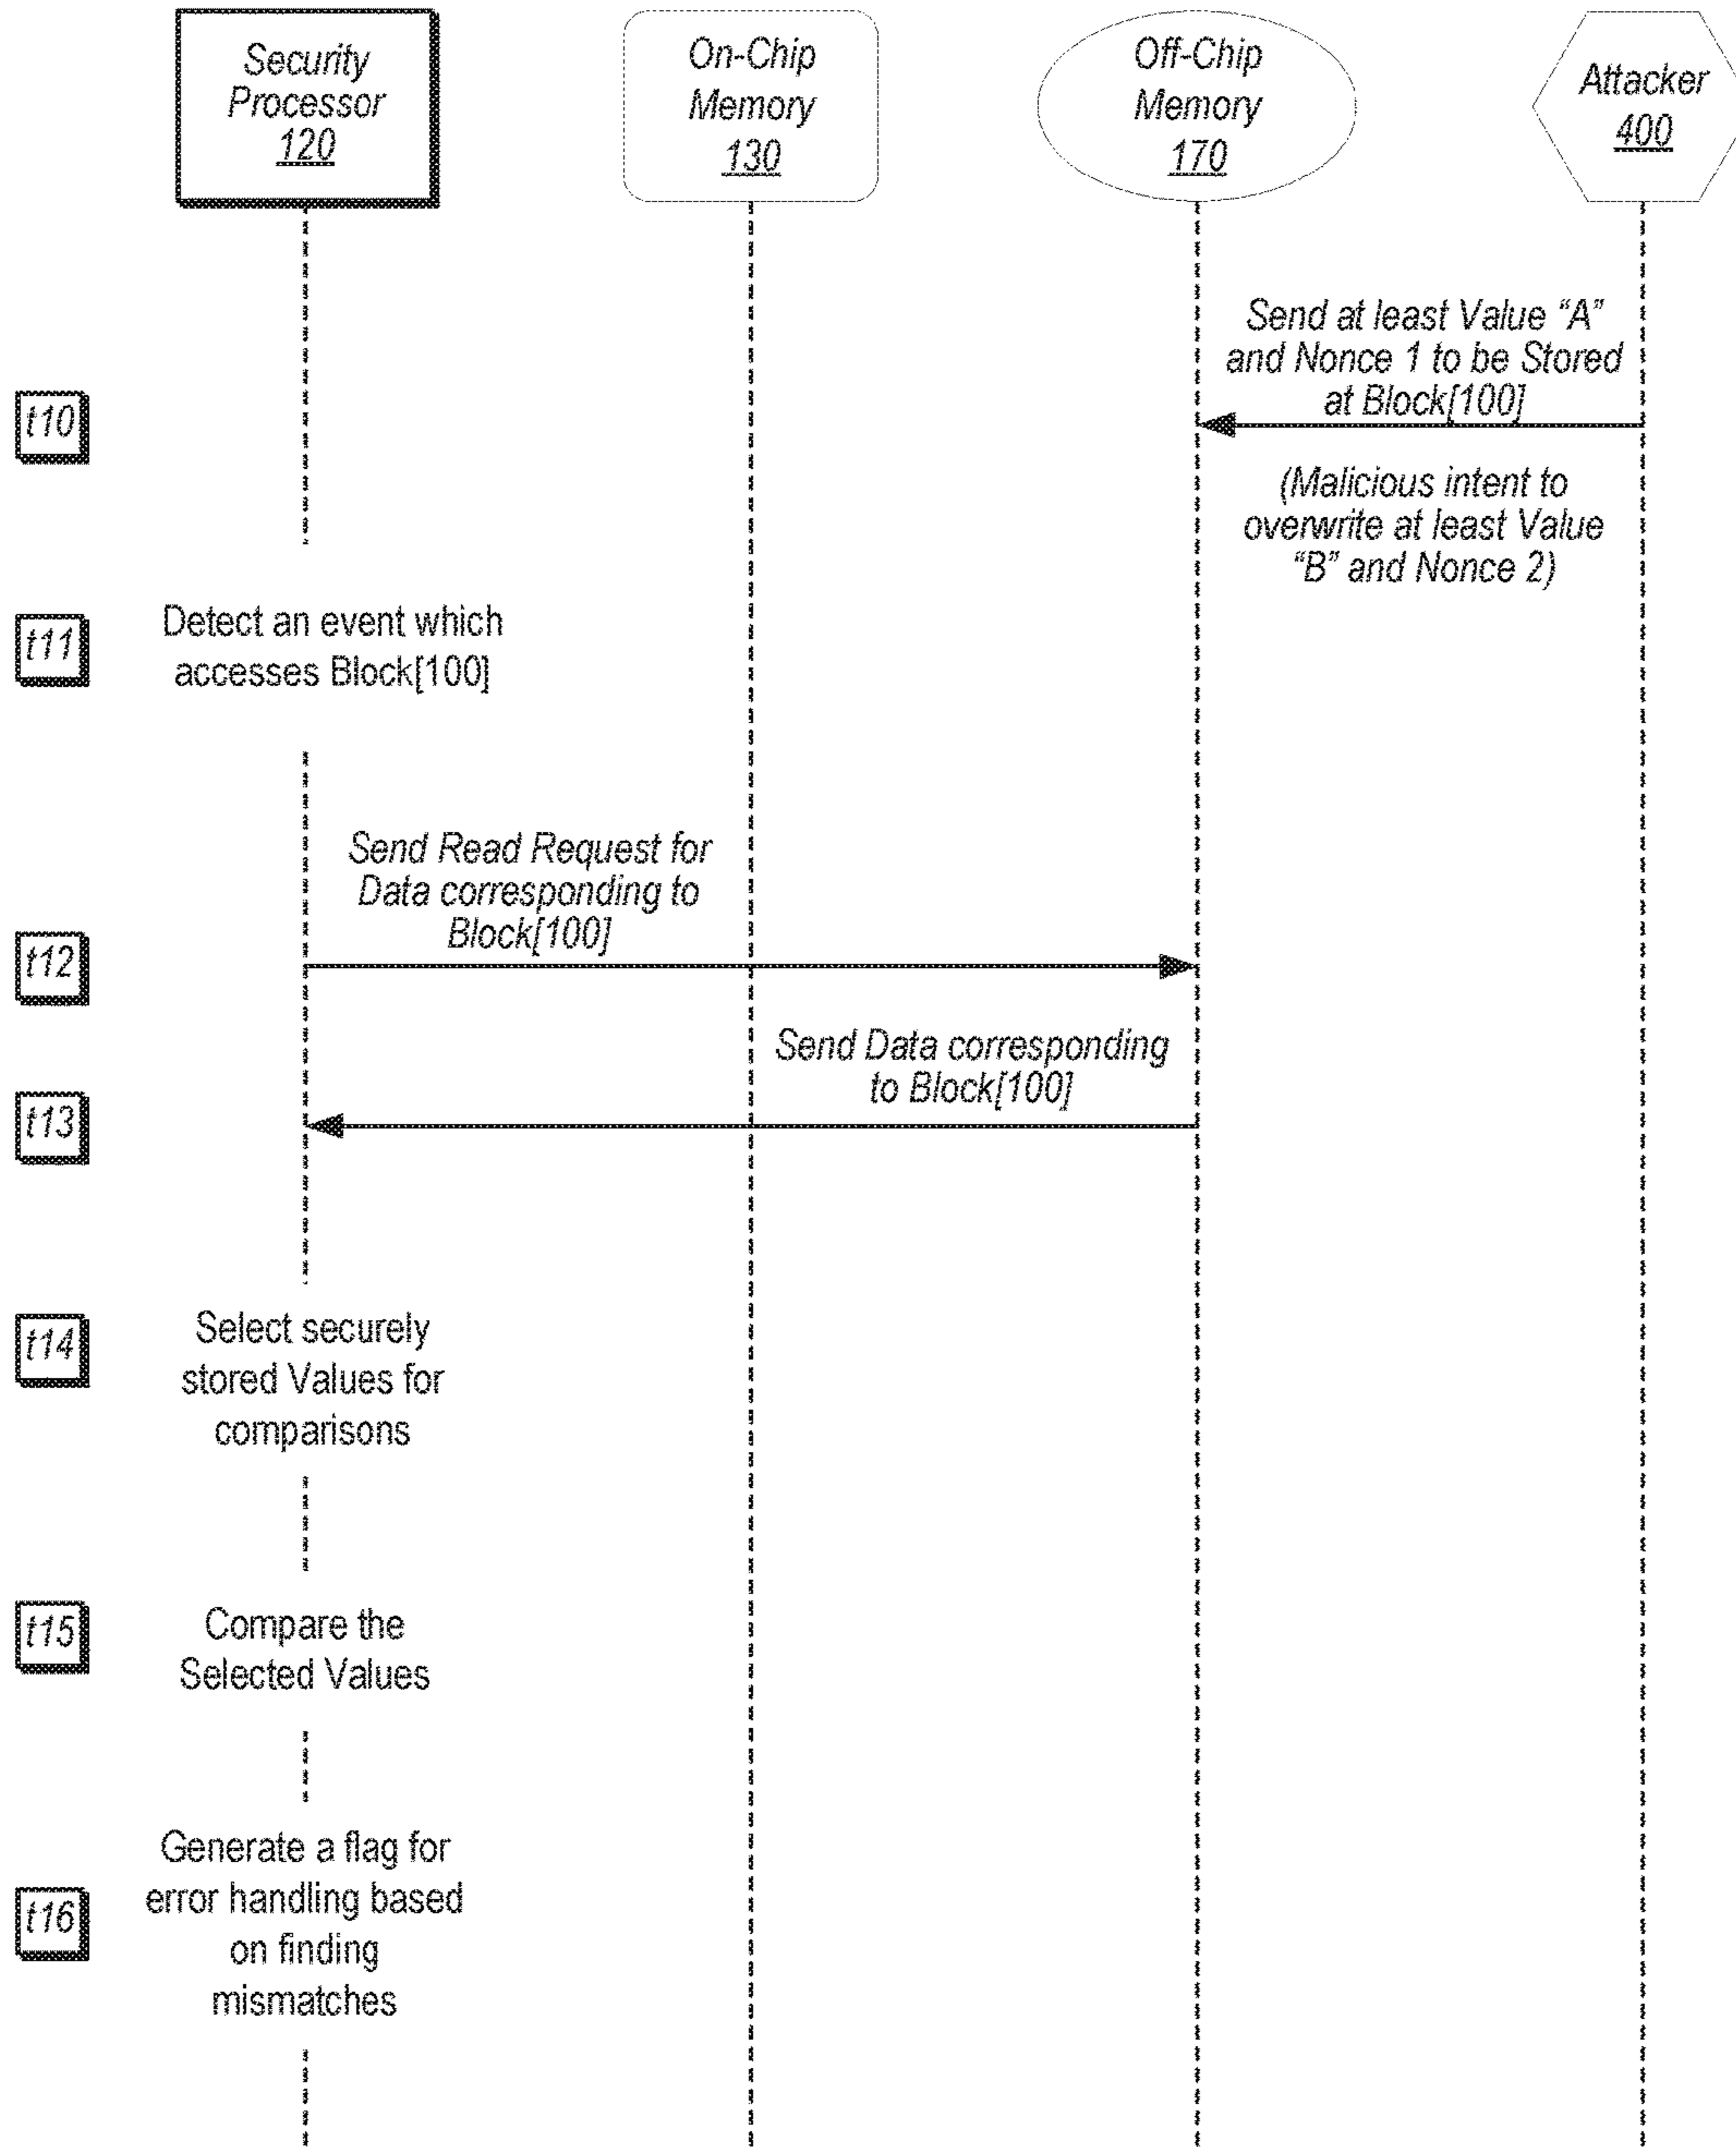 Security
Processor
120
On-Chip
Memory
130
Off-Chip
Memory
170
Attacker
400
Send at least Value “A”
and Nonce 1 to be Stored
at Block[100]
t10
(Malicious intent to
overwrite at least Value
“B” and Nonce 2)
t11
Detect an event which
accesses Block[100]
Send Read Request for
Data corresponding to
Block[100]
t12
Send Data corresponding
to Block[100]
t13
t14
Select securely
stored Values for
comparisons
t15
Compare the
Selected Values
t16
Generate a flag for
error handling based
on finding
mismatches